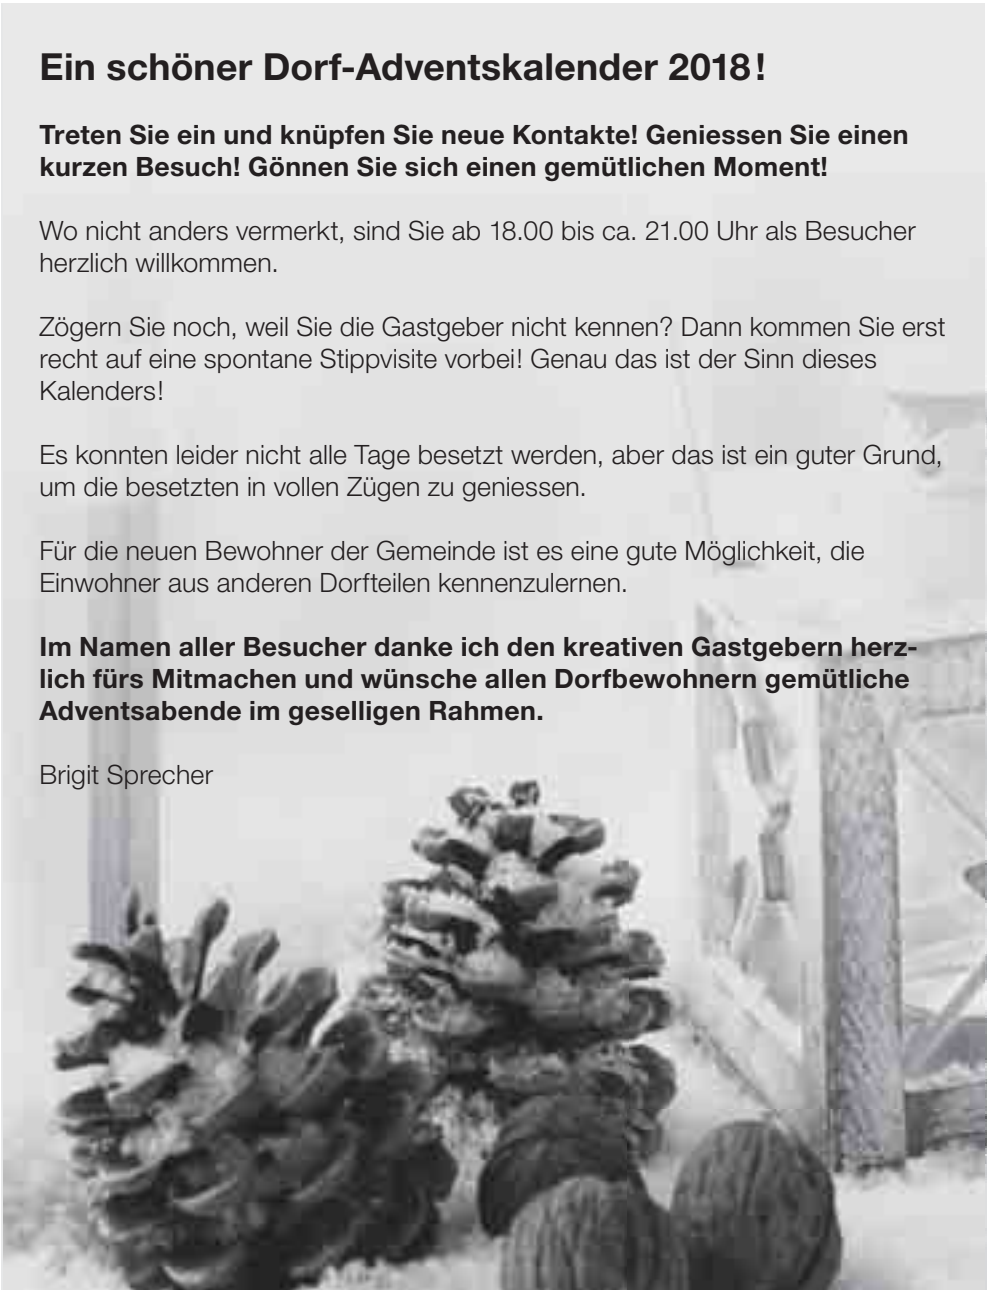 Ein schöner Dorf-Adventskalender 2018!
Treten Sie ein und knüpfen Sie neue Kontakte! Geniessen Sie einen
kurzen Besuch! Gönnen Sie sich einen gemütlichen Moment!
Wo nicht anders vermerkt, sind Sie ab 18.00 bis ca. 21.00 Uhr als Besucher
herzlich willkommen.
Zögern Sie noch, weil Sie die Gastgeber nicht kennen? Dann kommen Sie erst
recht auf eine spontane Stippvisite vorbei! Genau das ist der Sinn dieses
Kalenders!
Es konnten leider nicht alle Tage besetzt werden, aber das ist ein guter Grund,
um die besetzten in vollen Zügen zu geniessen.
Für die neuen Bewohner der Gemeinde ist es eine gute Möglichkeit, die
Einwohner aus anderen Dorfteilen kennenzulernen.
Im Namen aller Besucher danke ich den kreativen Gastgebern herz-
lich fürs Mitmachen und wünsche allen Dorfbewohnern gemütliche
Adventsabende im geselligen Rahmen.
Brigit Sprecher